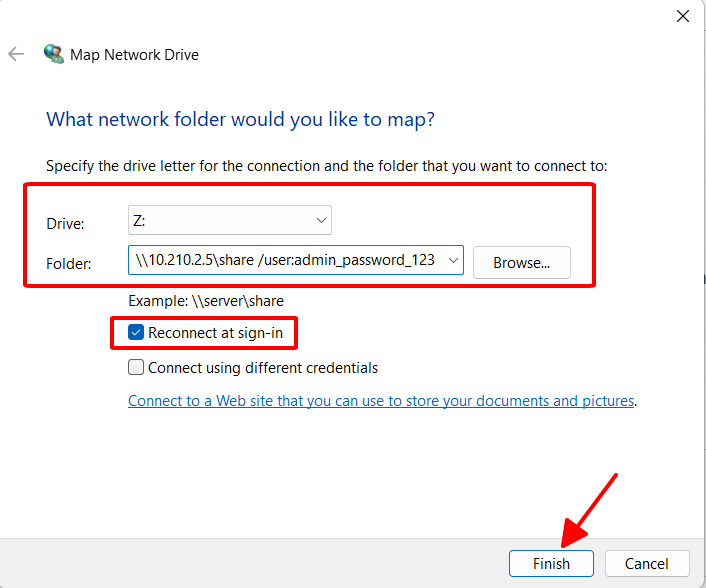 Map Network Drive
What network folder would you like to map?
Specify the drive letter for the connection and the folder that you want to connect to:
Drive: Z:
Folder: \\10.210.2.5\share /user:admin_password_123 Browse...
Example: \\server\share
Reconnect at sign-in
Connect using different credentials
Connect to a Web site that you can use to store your documents and pictures.
Finish Cancel